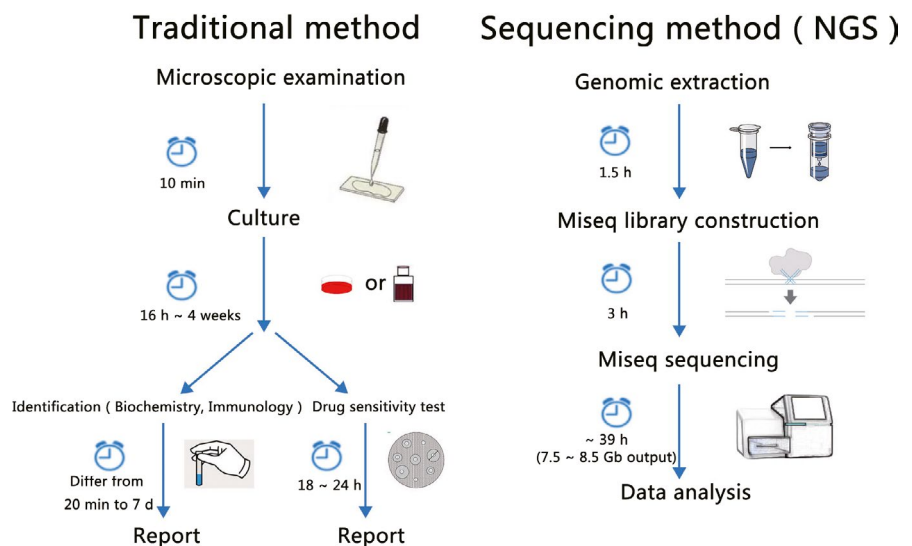 Traditional method
Microscopic examination
10 min
Culture
or
16 h ~ 4 weeks
Identification ( Biochemistry, Immunology )
Drug sensitivity test
Differ from
20 min to 7 d
18 ~ 24 h
Report
Report
Sequencing method ( NGS )
Genomic extraction
1.5 h
Miseq library construction
3 h
Miseq sequencing
~ 39 h
(7.5 ~ 8.5 Gb output)
Data analysis